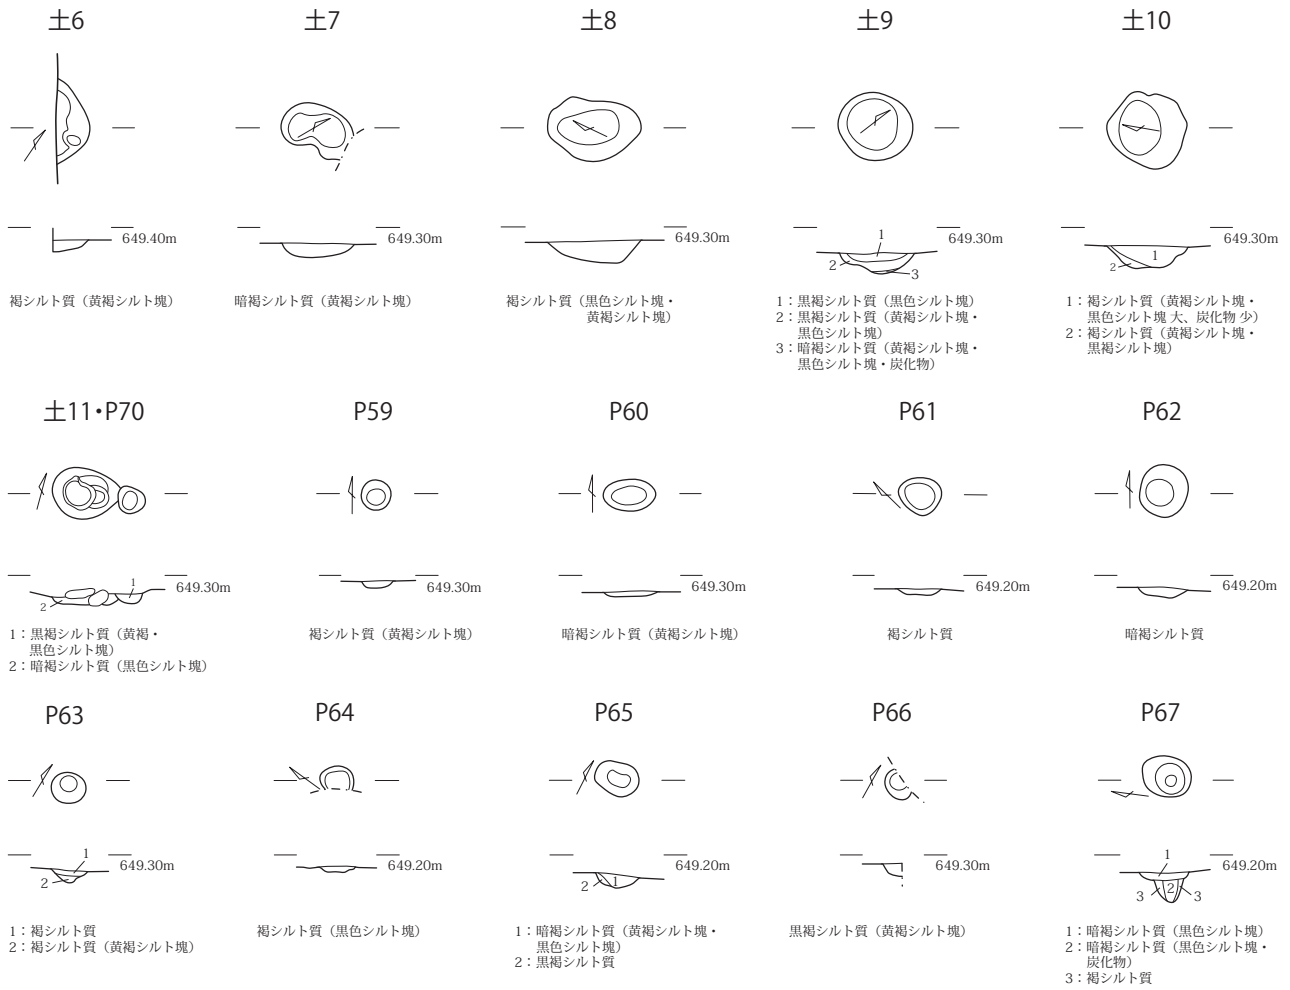 土6
土7
土8
土9
土10
649.40m
649.30m
649.30m
1
2
3
649.30m
1
2
649.30m
褐シルト質（黄褐シルト塊）
暗褐シルト質（黄褐シルト塊）
褐シルト質（黒色シルト塊・
黄褐シルト塊）
1：黒褐シルト質（黒色シルト塊）
2：黒褐シルト質（黄褐シルト塊・
黒色シルト塊）
3：暗褐シルト質（黄褐シルト塊・
黒色シルト塊・炭化物）
1：褐シルト質（黄褐シルト塊・
黒色シルト塊 大、炭化物 少）
2：褐シルト質（黄褐シルト塊・
黒褐シルト塊）
土11・P70
P59
P60
P61
P62
1
2
649.30m
649.30m
649.30m
649.20m
649.20m
1：黒褐シルト質（黄褐・
黒色シルト塊）
2：暗褐シルト質（黒色シルト塊）
褐シルト質（黄褐シルト塊）
暗褐シルト質（黄褐シルト塊）
褐シルト質
暗褐シルト質
P63
P64
P65
P66
P67
1
2
649.30m
649.20m
2
1
649.20m
649.30m
1
3
2
3
649.20m
1：褐シルト質
2：褐シルト質（黄褐シルト塊）
褐シルト質（黒色シルト塊）
1：暗褐シルト質（黄褐シルト塊・
黒色シルト塊）
2：黒褐シルト質
黒褐シルト質（黄褐シルト塊）
1：暗褐シルト質（黒色シルト塊）
2：暗褐シルト質（黒色シルト塊・
炭化物）
3：褐シルト質